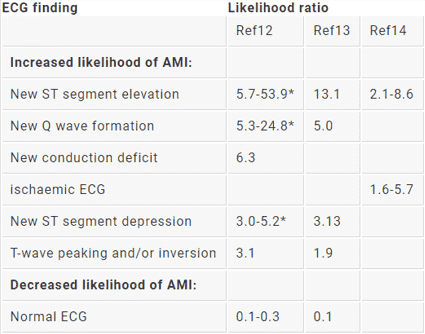 ECG finding Likelihood ratio
Ref12 Ref13 Ref14
Increased likelihood of AMI:
New ST segment elevation 5.7-53.9* 13.1 2.1-8.6
New Q wave formation 5.3-24.8* 5.0
New conduction deficit 6.3
ischaemic ECG 1.6-5.7
New ST segment depression 3.0-5.2* 3.13
T-wave peaking and/or inversion 3.1 1.9
Decreased likelihood of AMI:
Normal ECG 0.1-0.3 0.1